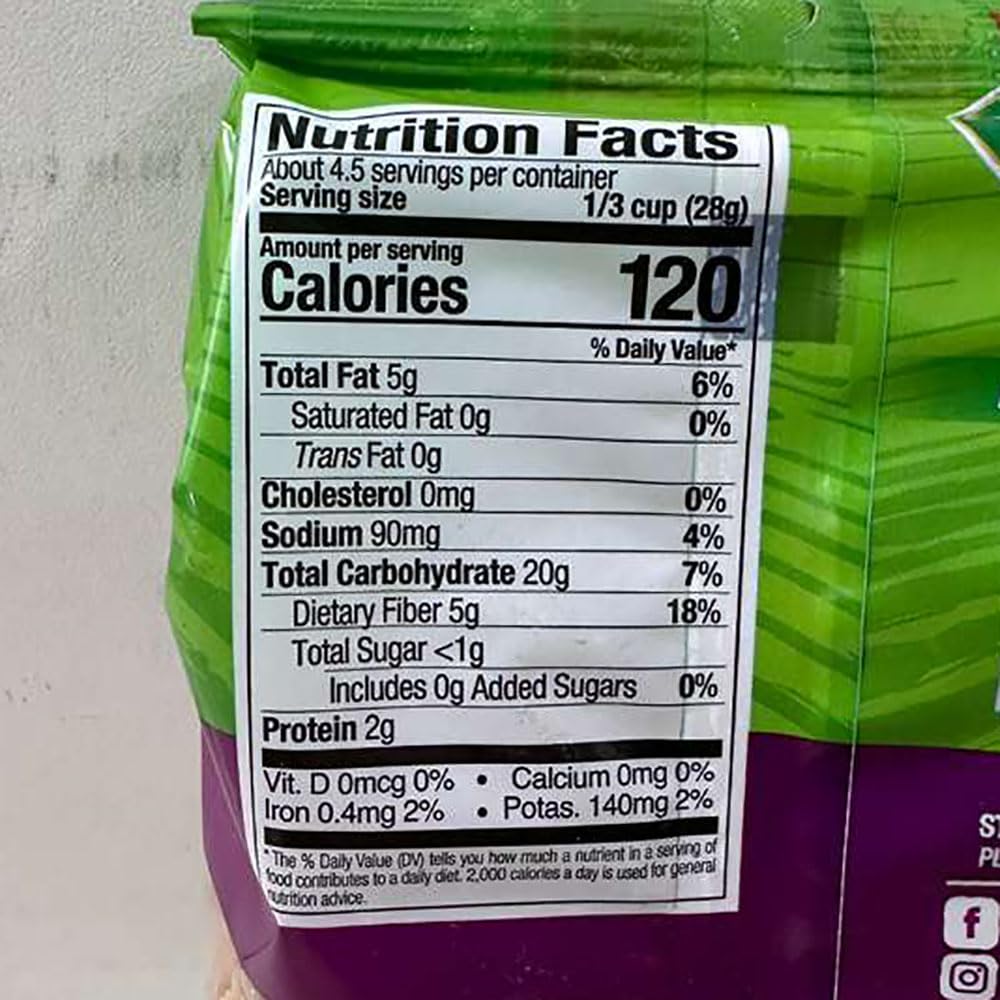 Nutrition Facts
About 4.5 servings per container
Serving size 1/3 cup (28g)
Amount per serving
Calories 120
% Daily Value*
Total Fat 5g 6%
Saturated Fat 0g 0%
Trans Fat 0g
Cholesterol 0mg 0%
Sodium 90mg 4%
Total Carbohydrate 20g 7%
Dietary Fiber 5g 18%
Total Sugar <1g
Includes 0g Added Sugars 0%
Protein 2g
Vit. D 0mcg 0% • Calcium 0mg 0%
Iron 0.4mg 2% • Potas. 140mg 2%
*The % Daily Value (DV) tells you how much a nutrient in a serving of
food contributes to a daily diet. 2,000 calories a day is used for general
nutrition advice.